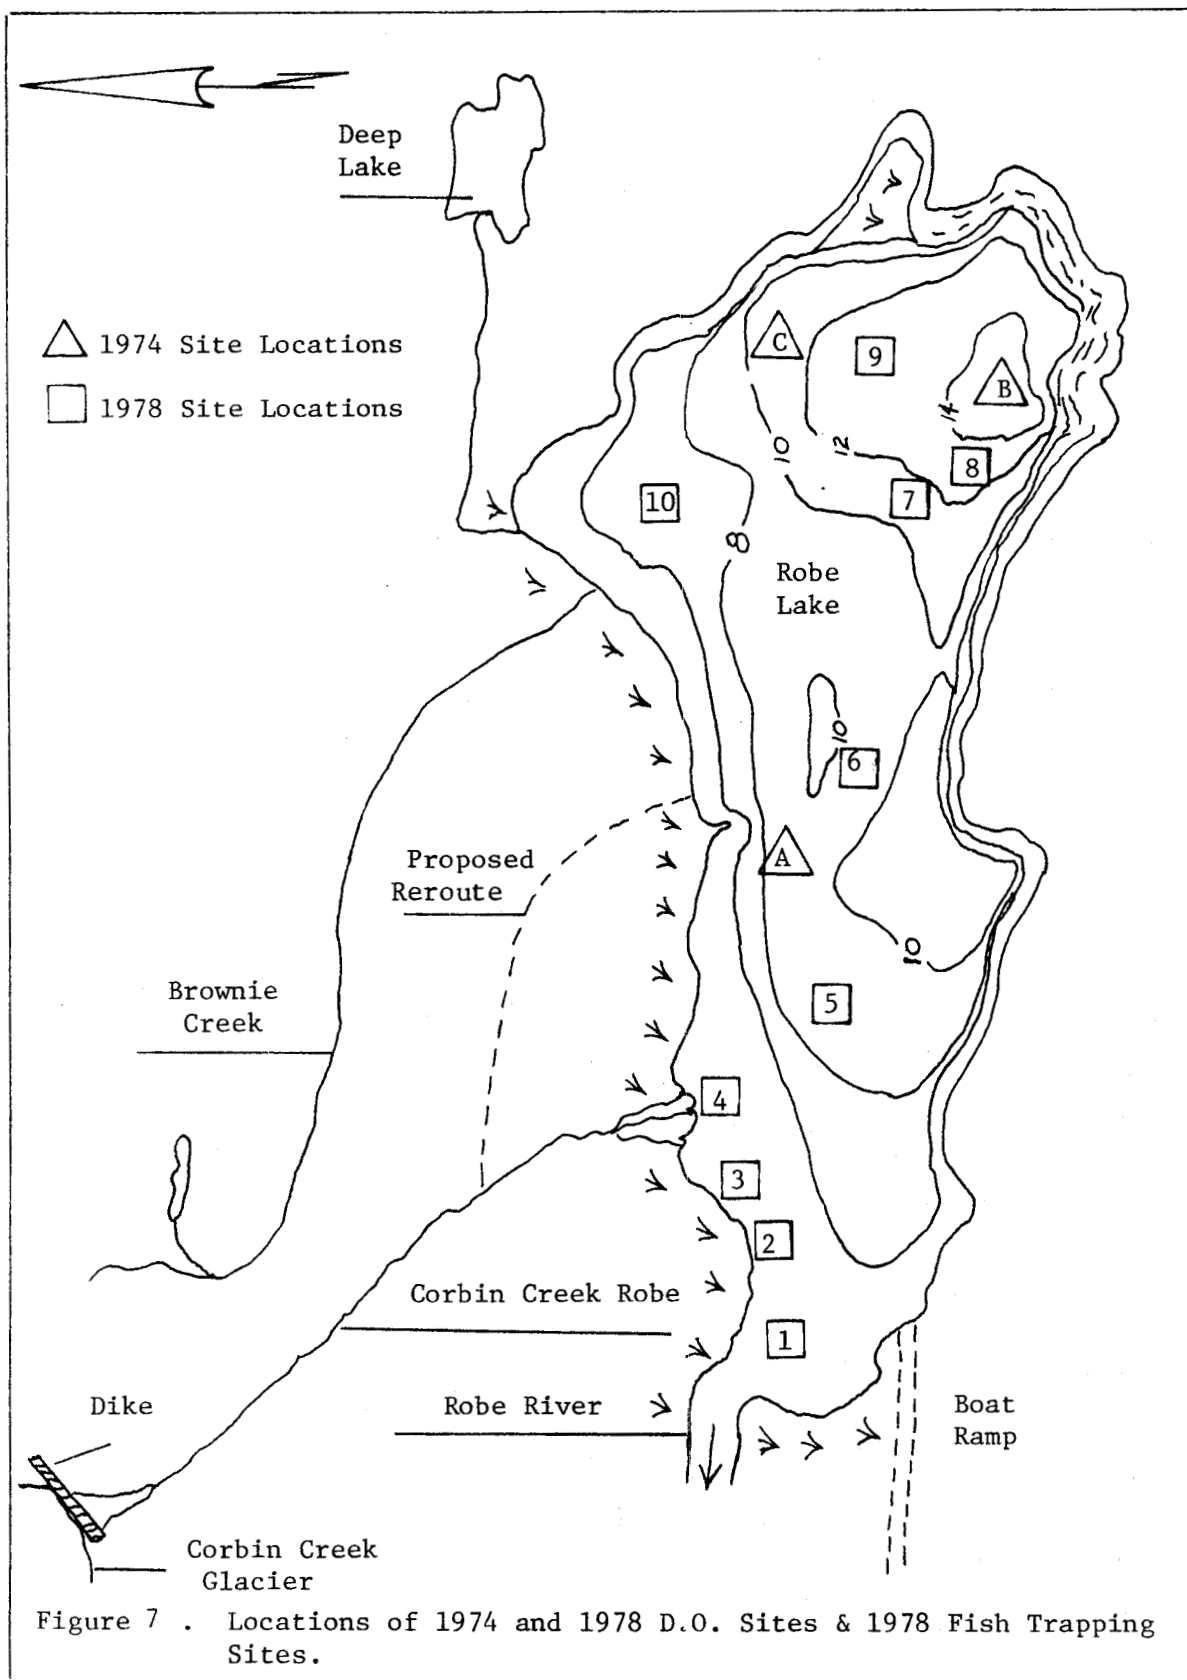 Deep
Lake
1974 Site Locations
1978 Site Locations
C
9
B
14
10
12
8
7
10
8
Robe
Lake
10
6
A
Proposed
Reroute
10
5
Brownie
Creek
4
3
2
Corbin Creek Robe
1
Dike
Robe River
Boat
Ramp
Corbin Creek
Glacier
Figure 7 . Locations of 1974 and 1978 D.O. Sites & 1978 Fish Trapping
Sites.